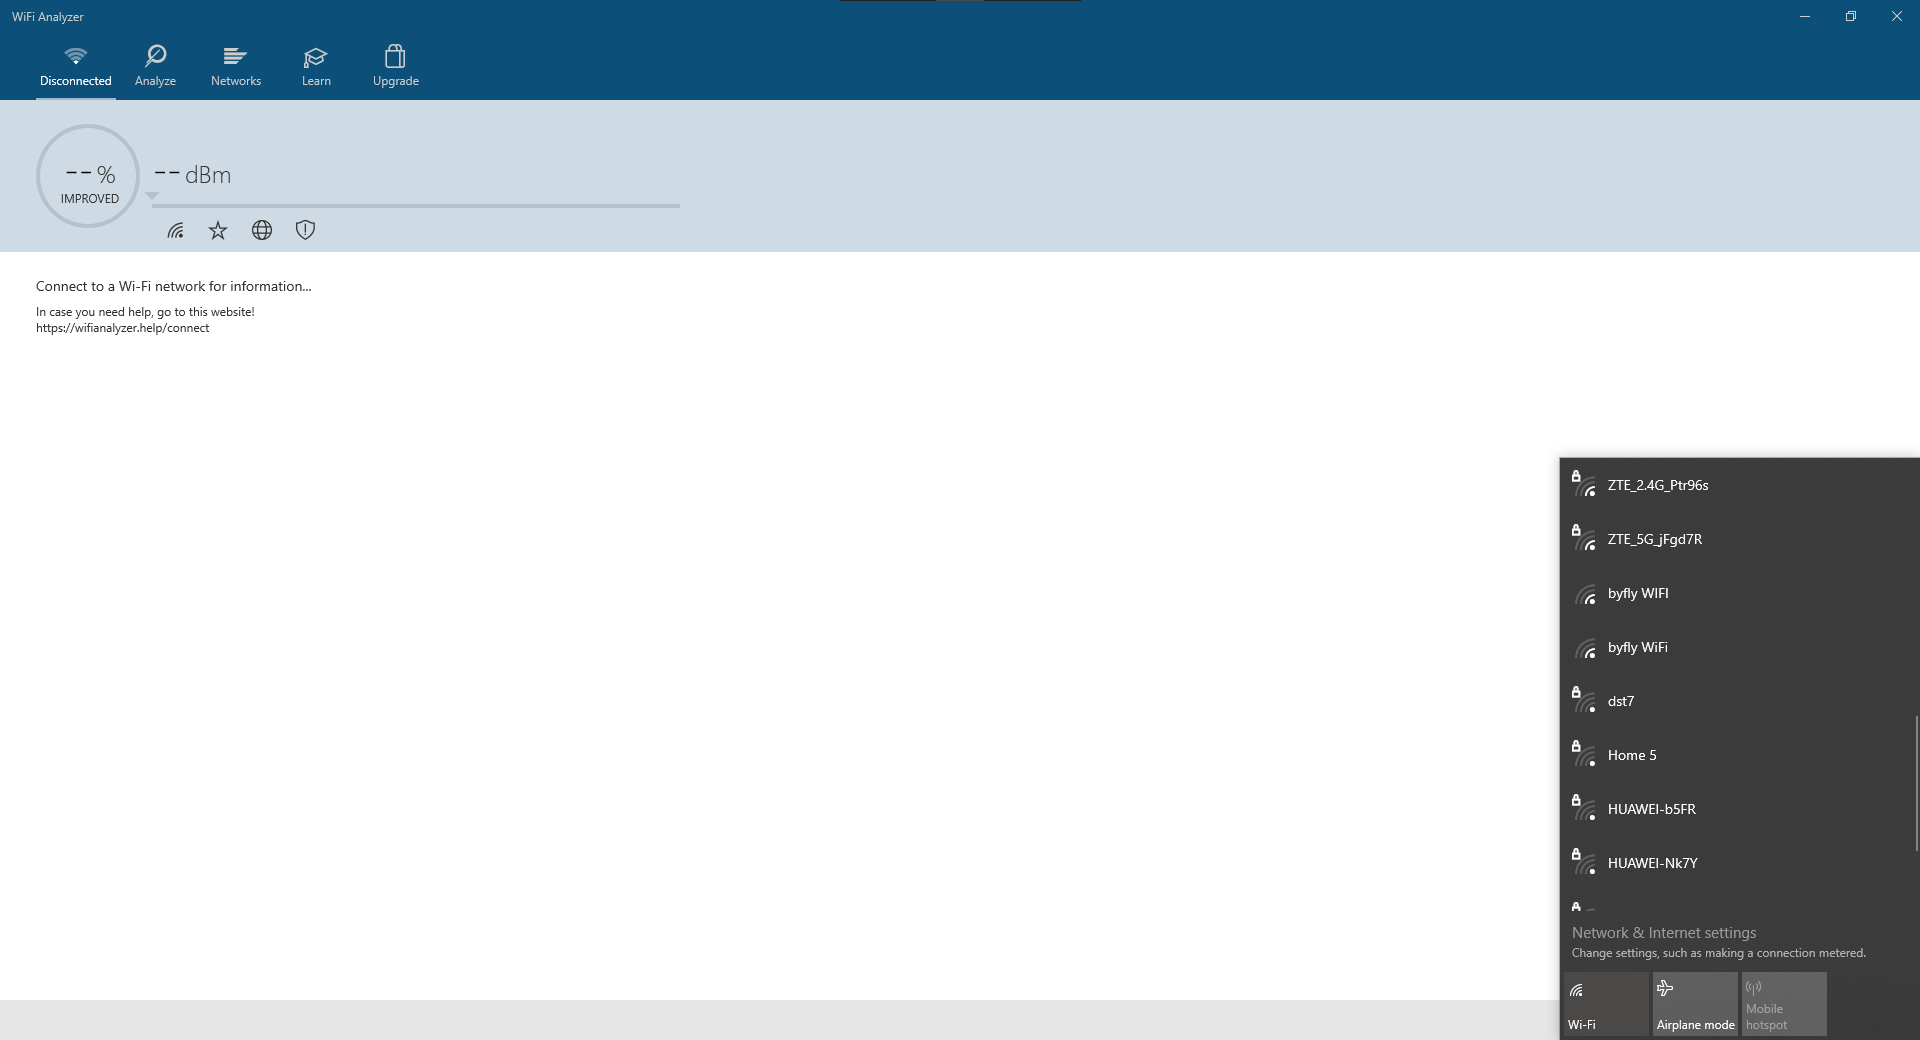 WiFi Analyzer
Disconnected
Analyze
Networks
Learn
Upgrade
-- %
IMPROVED
-- dBm
Connect to a Wi-Fi network for information...
In case you need help, go to this website!
https://wifianalyzer.help/connect
ZTE_2.4G_Ptr96s
ZTE_5G_jFgd7R
byfly WIFI
byfly WiFi
dst7
Home 5
HUAWEI-b5FR
HUAWEI-Nk7Y
Network & Internet settings
Change settings, such as making a connection metered.
Wi-Fi
Airplane mode
Mobile
hotspot